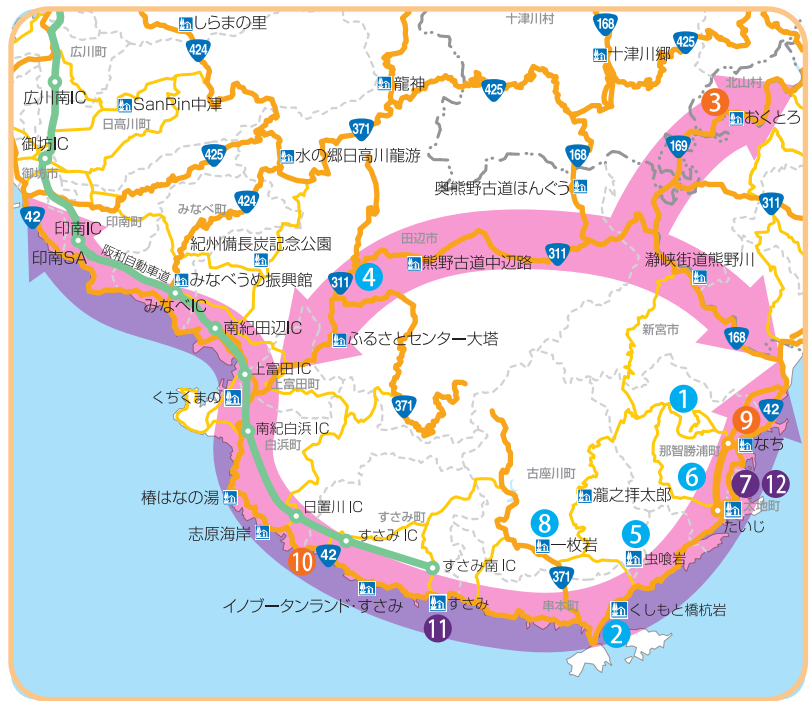 しらまの里
十津川村
168
424
広川町
425
十津川郷
龍神
北山村
3
425
広川南IC
SanPin中津
おくとろ
日高川町
371
169
御坊IC
425
水の郷日高川龍游
168
御坊市
奥熊野古道ほんぐう
みなべ町
424
311
42
印南町
印南IC
紀州備長炭記念公園
田辺市
阪和自動車道
印南SA
311
瀞峡街道熊野川
熊野古道中辺路
みなべうめ振興館
311
4
みなべIC
南紀田辺IC
新宮市
168
ふるさとセンター大塔
上富田IC
上富田町
くちくまの
371
1
42
9
南紀白浜IC
白浜町
なち
那智勝浦町
古座川町
6
7
12
椿はなの湯
瀧之拝太郎
太地町
日置川IC
たいじ
すさみ町
志原海岸
すさみIC
8
5
一枚岩
42
虫喰岩
10
すさみ南IC
371
イノブータンランド・すさみ
すさみ
串本町
くしもと橋杭岩
11
2